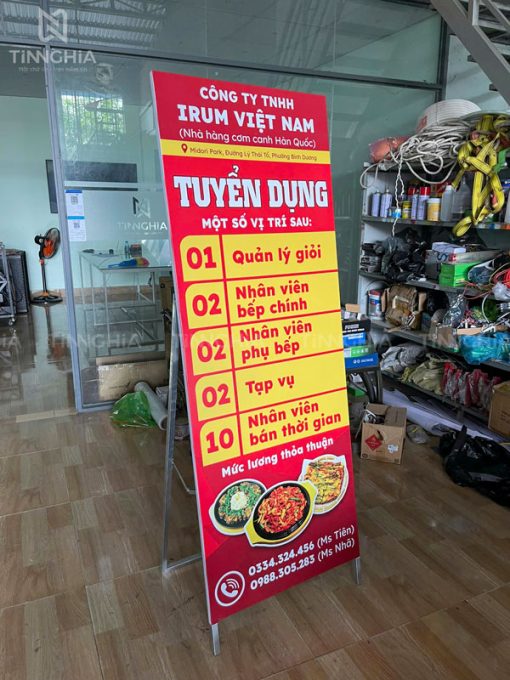 TINNGHIA
CÔNG TY TNHH
IRUM VIỆT NAM
(Nhà hàng cơm canh Hàn Quốc)
Midori Park, Đường Lý Thái Tổ, Phường Bình Dương
TUYỂN DỤNG
MỘT SỐ VỊ TRÍ SAU:
01 Quản lý giỏi
02 Nhân viên
bếp chính
02 Nhân viên
phụ bếp
02 Tạp vụ
10 Nhân viên
bán thời gian
Mức lương thỏa thuận
0334.324.456 (Ms Tiên)
0988.305.283 (Ms Nhã)